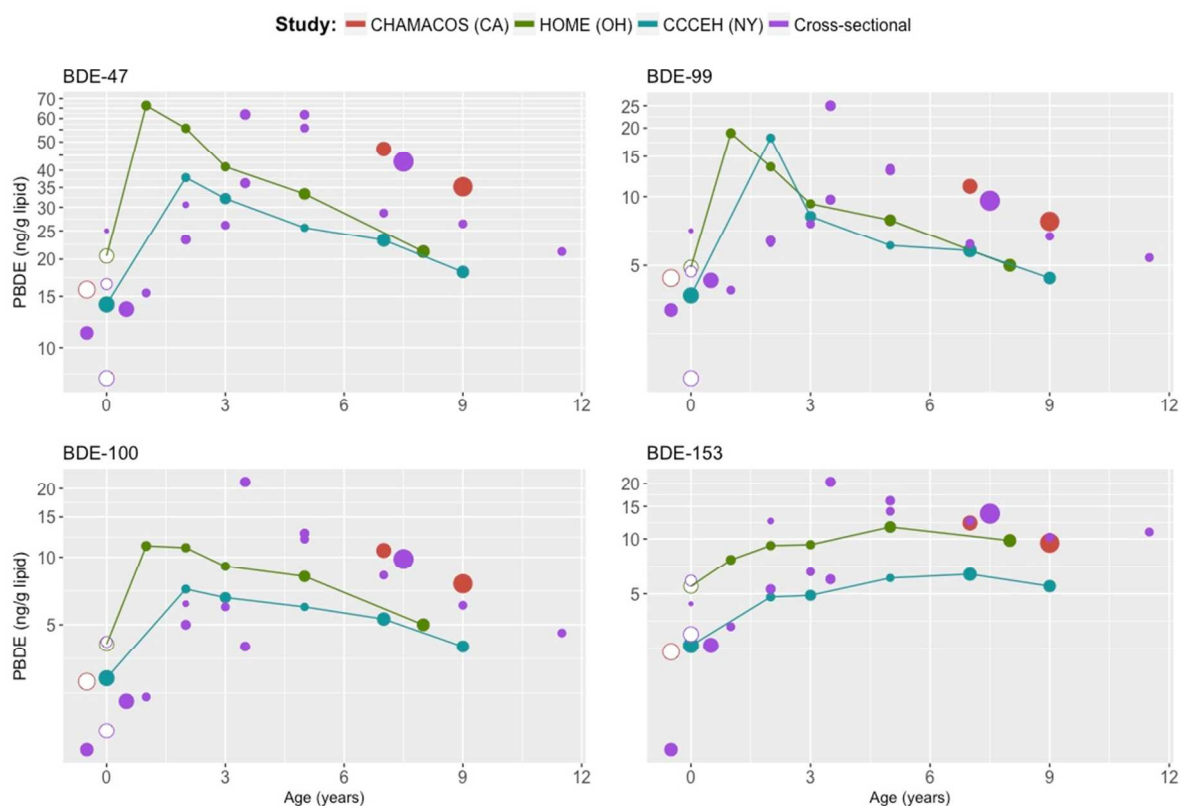 Study: CHAMACOS (CA) HOME (OH) CCCEH (NY) Cross-sectional
BDE-47
BDE-99
PBDE (ng/g lipid)
70
60
50
40
35
30
25
20
15
10
0 3 6 9 12
25
20
15
10
5
0 3 6 9 12
BDE-100
BDE-153
PBDE (ng/g lipid)
20
15
10
5
0 3 6 9 12
Age (years)
20
15
10
5
0 3 6 9 12
Age (years)